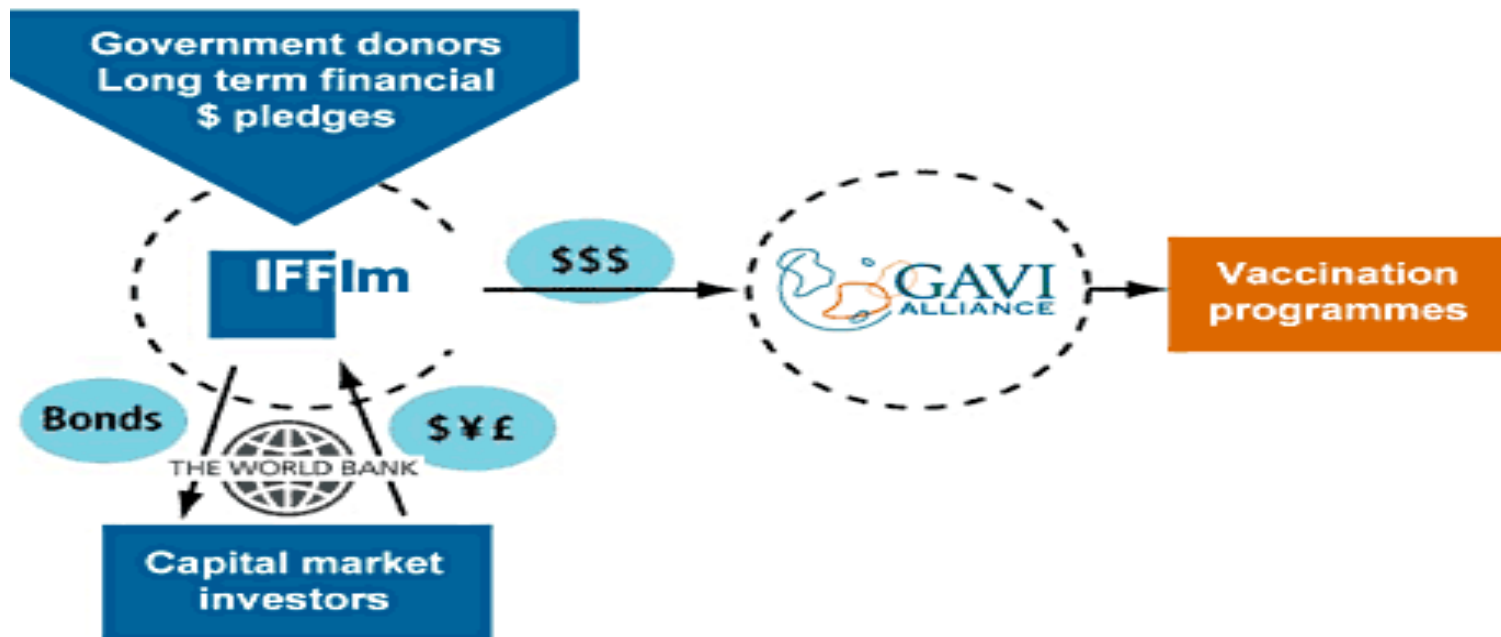 Government donors
Long term financial
$ pledges
IFFIm
$$$
GAVI
ALLIANCE
Vaccination
programmes
Bonds
$ ¥ £
THE WORLD BANK
Capital market
investors